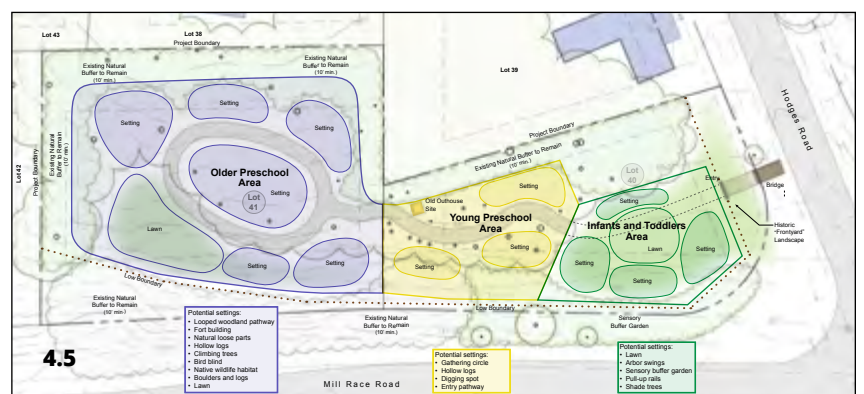 Lot 43
Lot 38
Project Boundary
Existing Natural
Buffer to Remain
(10' min.)
Existing Natural
Buffer to Remain
(10' min.)
Lot 39
Hodges Road
Lot 42
Project Boundary
Existing Natural
Buffer to Remain
(10' min.)
Setting
Setting
Setting
Project Boundary
Existing Natural Buffer to Remain
(10' min.)
Older Preschool
Area
Setting
Lot
41
Lot
40
Entry
Bridge
Old Outhouse
Site
Setting
Setting
Young Preschool
Area
Infants and Toddlers
Area
Historic
"Frontyard"
Landscape
Lawn
Lawn
Setting
Setting
Setting
Setting
Setting
Setting
Setting
Setting
Low Boundary
Low Boundary
Existing Natural
Buffer to Remain
(10' min.)
Existing Natural
Buffer to Remain
(10' min.)
Sensory
Buffer Garden
Potential settings:
• Looped woodland pathway
• Fort building
• Natural loose parts
• Hollow logs
• Climbing trees
• Bird blind
• Native wildlife habitat
• Boulders and logs
• Lawn
Potential settings:
• Gathering circle
• Hollow logs
• Digging spot
• Entry pathway
Potential settings:
• Lawn
• Arbor swings
• Sensory buffer garden
• Pull-up rails
• Shade trees
4.5
Mill Race Road